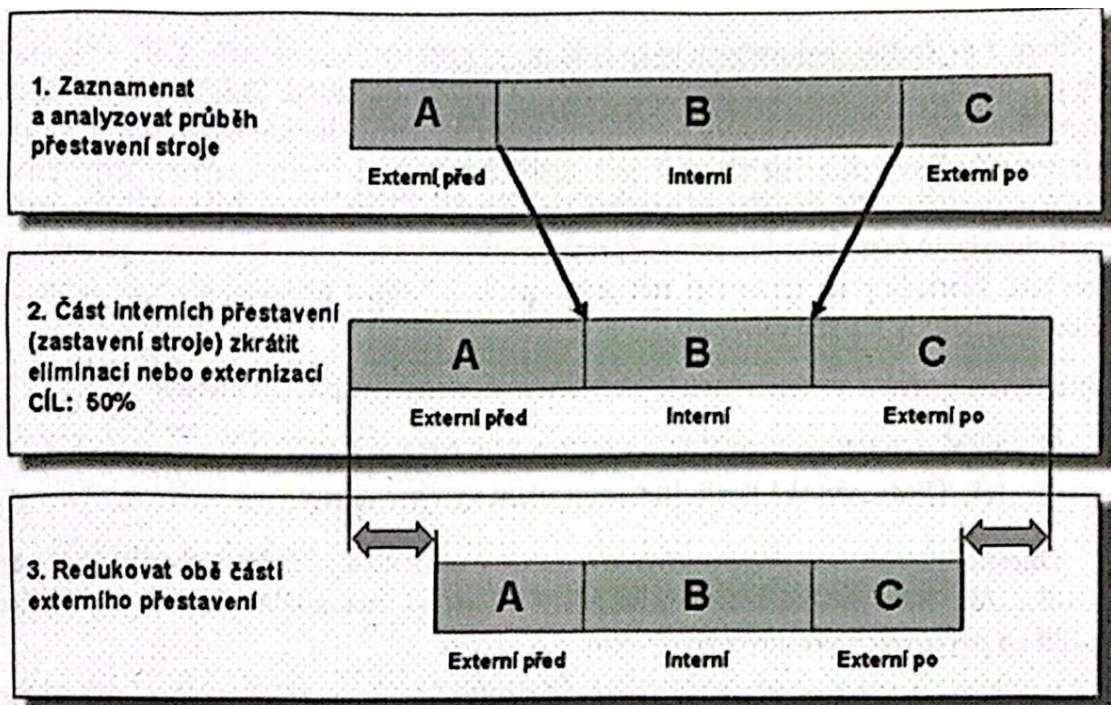 1. Zaznamenat
a analyzovat průběh
přestavení stroje
A B C
Externí před Interní Externí po
2. Část interních přestavení
(zastavení stroje) zkrátit
eliminací nebo externizací
CÍL: 50%
A B C
Externí před Interní Externí po
3. Redukovat obě části
externího přestavení
A B C
Externí před Interní Externí po